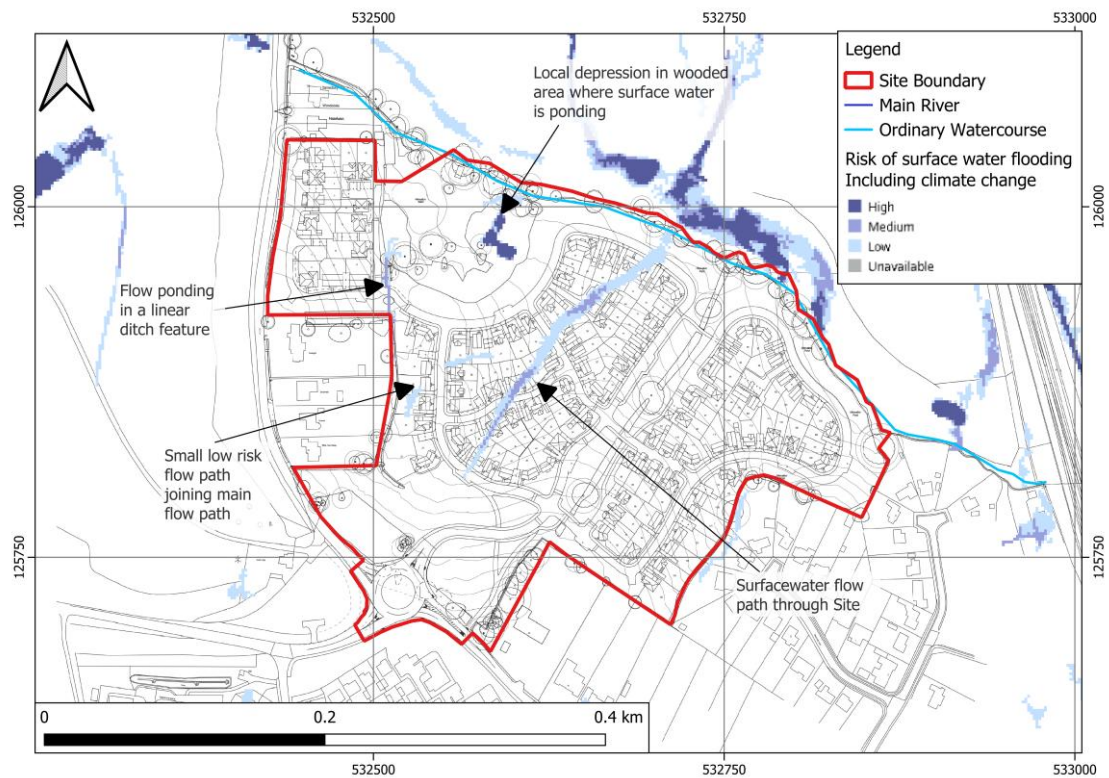 532500
532750
533000
Local depression in wooded
area where surface water
is ponding
Legend
Site Boundary
Main River
Ordinary Watercourse
Risk of surface water flooding
Including climate change
High
Medium
Low
Unavailable
126000
126000
Flow ponding
in a linear
ditch feature
Small low risk
flow path
joining main
flow path
Surfacewater flow
path through Site
125750
125750
0
0.2
0.4 km
532500
532750
533000